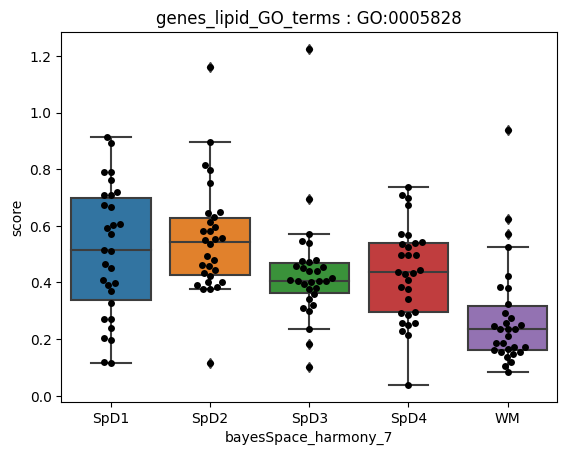 genes_lipid_GO_terms : GO:0005828
score
1.2
1.0
0.8
0.6
0.4
0.2
0.0
SpD1 SpD2 SpD3 SpD4 WM
bayesSpace_harmony_7